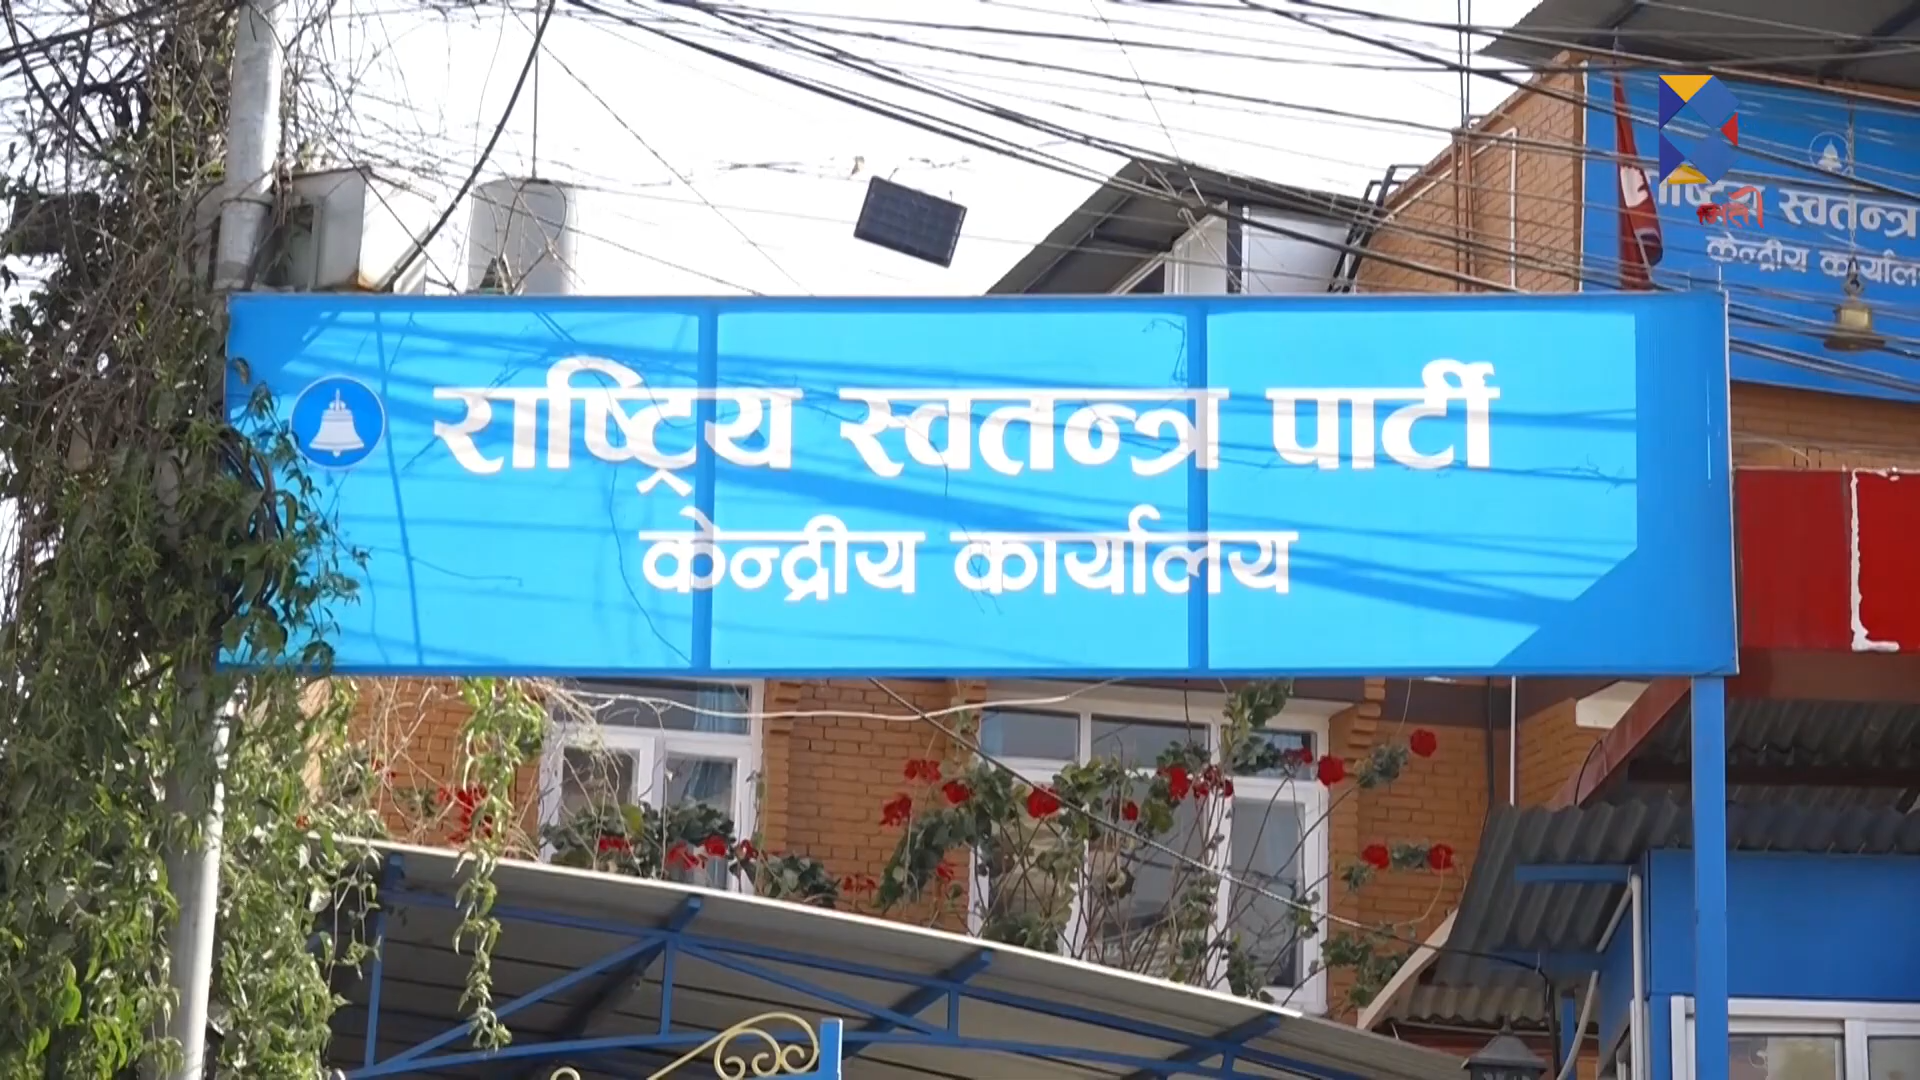 राष्ट्रिय स्वतन्त्र पार्टी
केन्द्रीय कार्यालय
स्वतन्त्र
केन्द्रीय